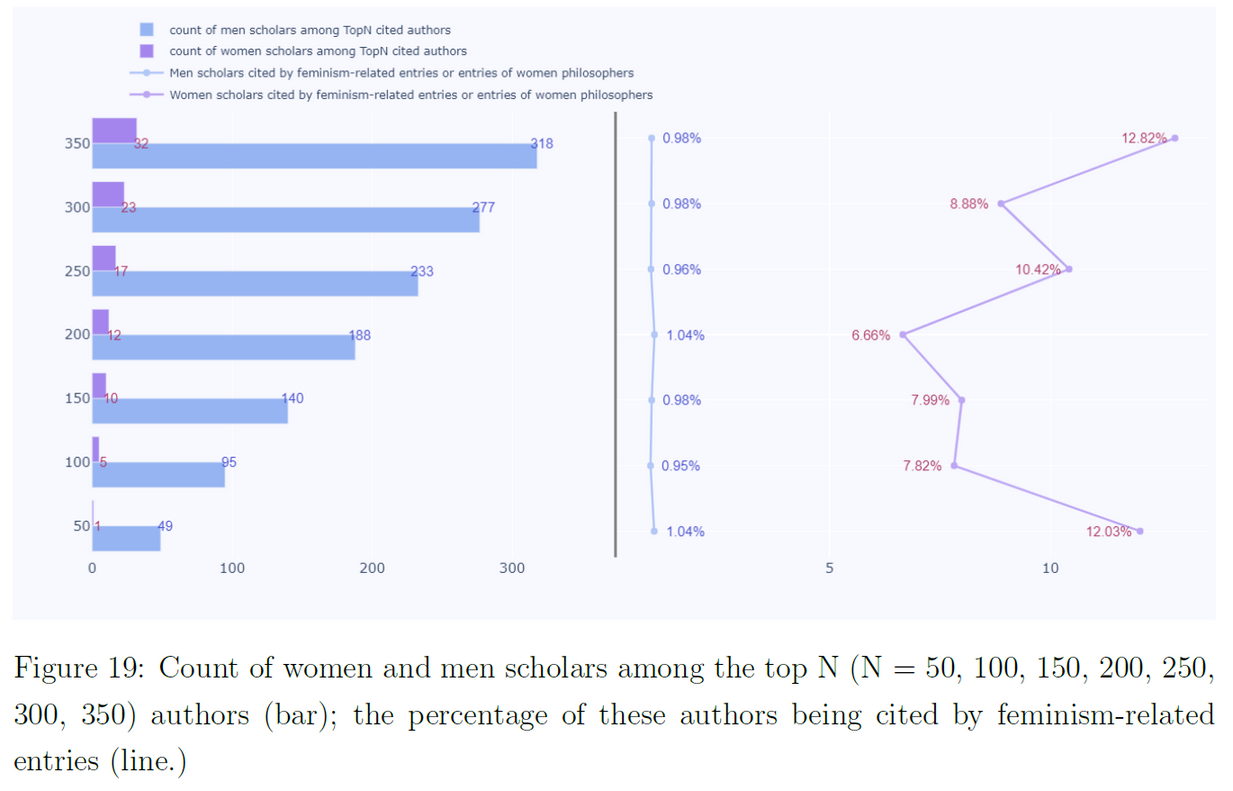 count of men scholars among TopN cited authors
count of women scholars among TopN cited authors
Men scholars cited by feminism-related entries or entries of women philosophers
Women scholars cited by feminism-related entries or entries of women philosophers
350 32 318 0.98% 12.82%
300 23 277 0.98% 8.88%
250 17 233 0.96% 10.42%
200 12 188 1.04% 6.66%
150 10 140 0.98% 7.99%
100 5 95 0.95% 7.82%
50 1 49 1.04% 12.03%
0 100 200 300 5 10
Figure 19: Count of women and men scholars among the top N (N = 50, 100, 150, 200, 250,
300, 350) authors (bar); the percentage of these authors being cited by feminism-related
entries (line.)